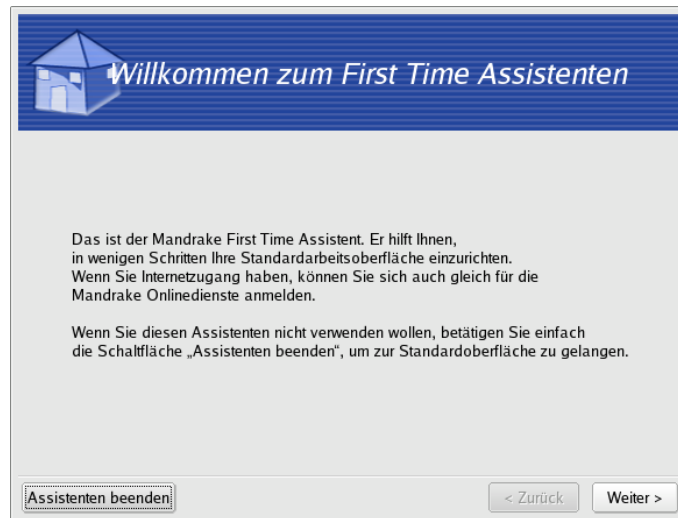 Willkommen zum First Time Assistenten
Das ist der Mandrake First Time Assistent. Er hilft Ihnen,
in wenigen Schritten Ihre Standardarbeitsoberfläche einzurichten.
Wenn Sie Internetzugang haben, können Sie sich auch gleich für die
Mandrake Onlinedienste anmelden.
Wenn Sie diesen Assistenten nicht verwenden wollen, betätigen Sie einfach
die Schaltfläche „Assistenten beenden“, um zur Standardoberfläche zu gelangen.
Assistenten beenden
< Zurück
Weiter >